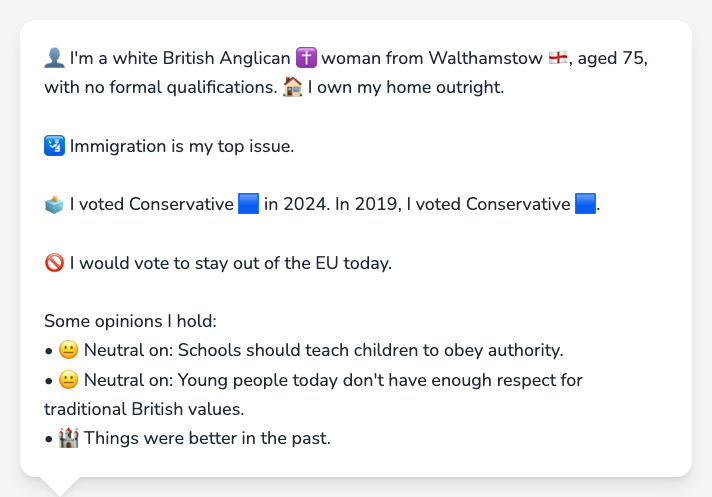 👤 I'm a white British Anglican ✝️ woman from Walthamstow 🏴󠁧󠁢󠁥󠁮󠁧󠁿, aged 75,
with no formal qualifications. 🏠 I own my home outright.
🛂 Immigration is my top issue.
🗳️ I voted Conservative 🟦 in 2024. In 2019, I voted Conservative 🟦.
🚫 I would vote to stay out of the EU today.
Some opinions I hold:
• 😐 Neutral on: Schools should teach children to obey authority.
• 😐 Neutral on: Young people today don't have enough respect for
traditional British values.
• 🏰 Things were better in the past.